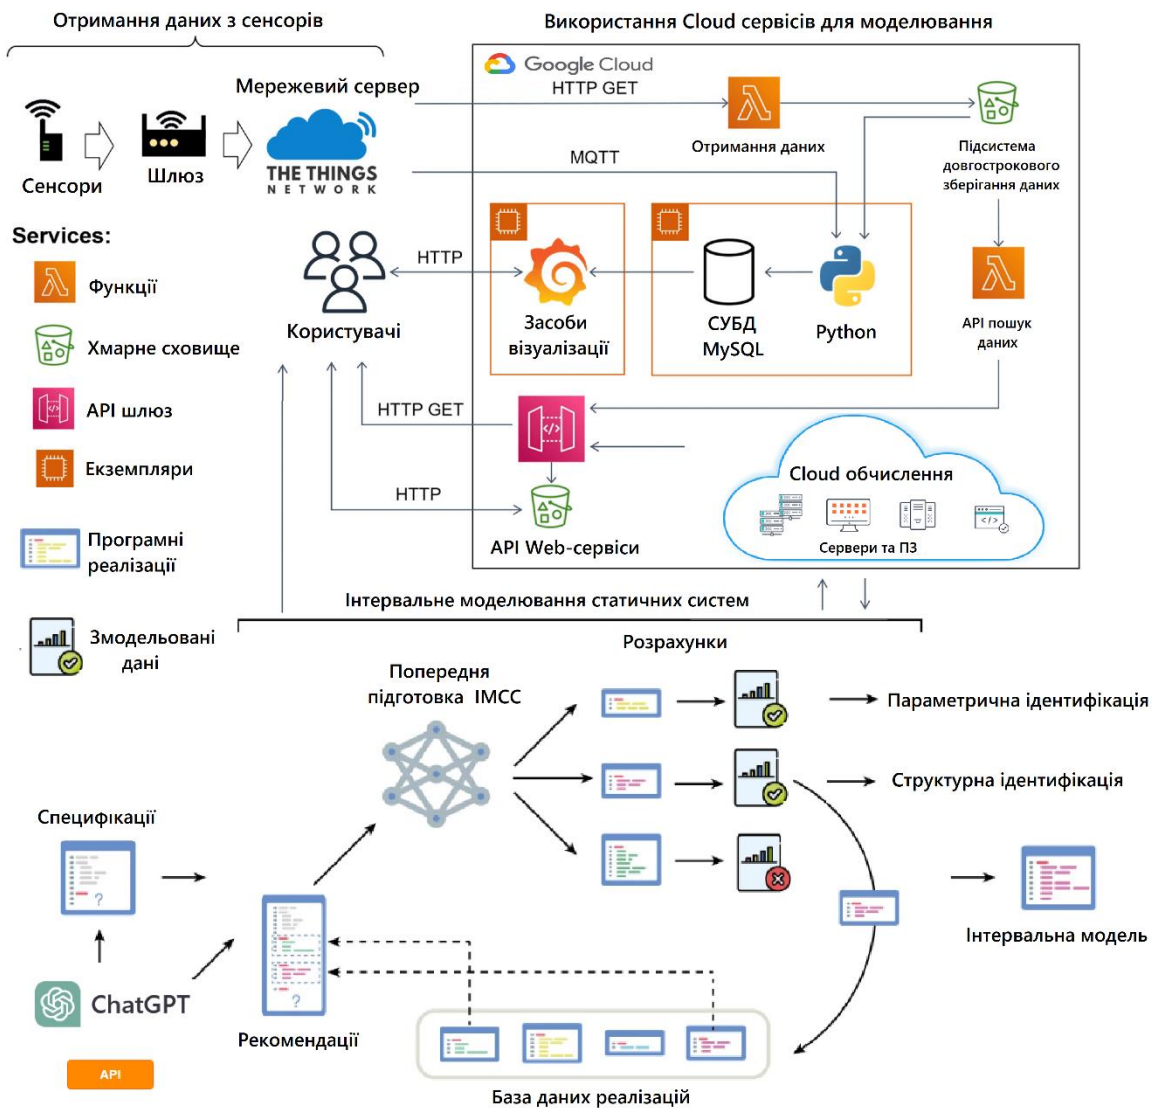 Отримання даних з сенсорів
Використання Cloud сервісів для моделювання
Google Cloud
Мережевий сервер
HTTP GET
Сенсори
Шлюз
THE THINGS
NETWORK
Отримання даних
Підсистема
довгострокового
зберігання даних
MQTT
Services:
Функції
Хмарне сховище
API шлюз
Екземпляри
Програмні
реалізації
Змодельовані
дані
HTTP
Користувачі
Засоби
візуалізації
СУБД
MySQL
Python
API пошук
даних
HTTP GET
</>
HTTP
API Web-сервіси
Cloud обчислення
</>
Сервери та ПЗ
Інтервальне моделювання статичних систем
Розрахунки
Попередня
підготовка ІМСС
Параметрична ідентифікація
Структурна ідентифікація
Специфікації
?
Інтервальна модель
ChatGPT
?
Рекомендації
API
База даних реалізацій